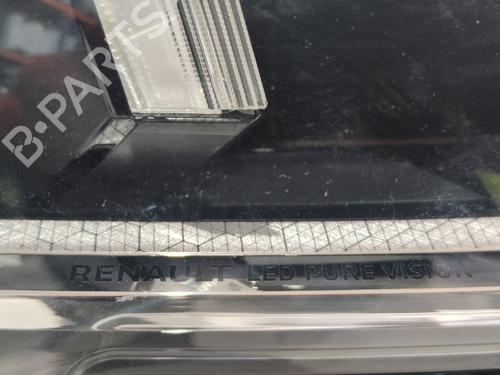 B-PARTS
RENAULT LED PURE VISION